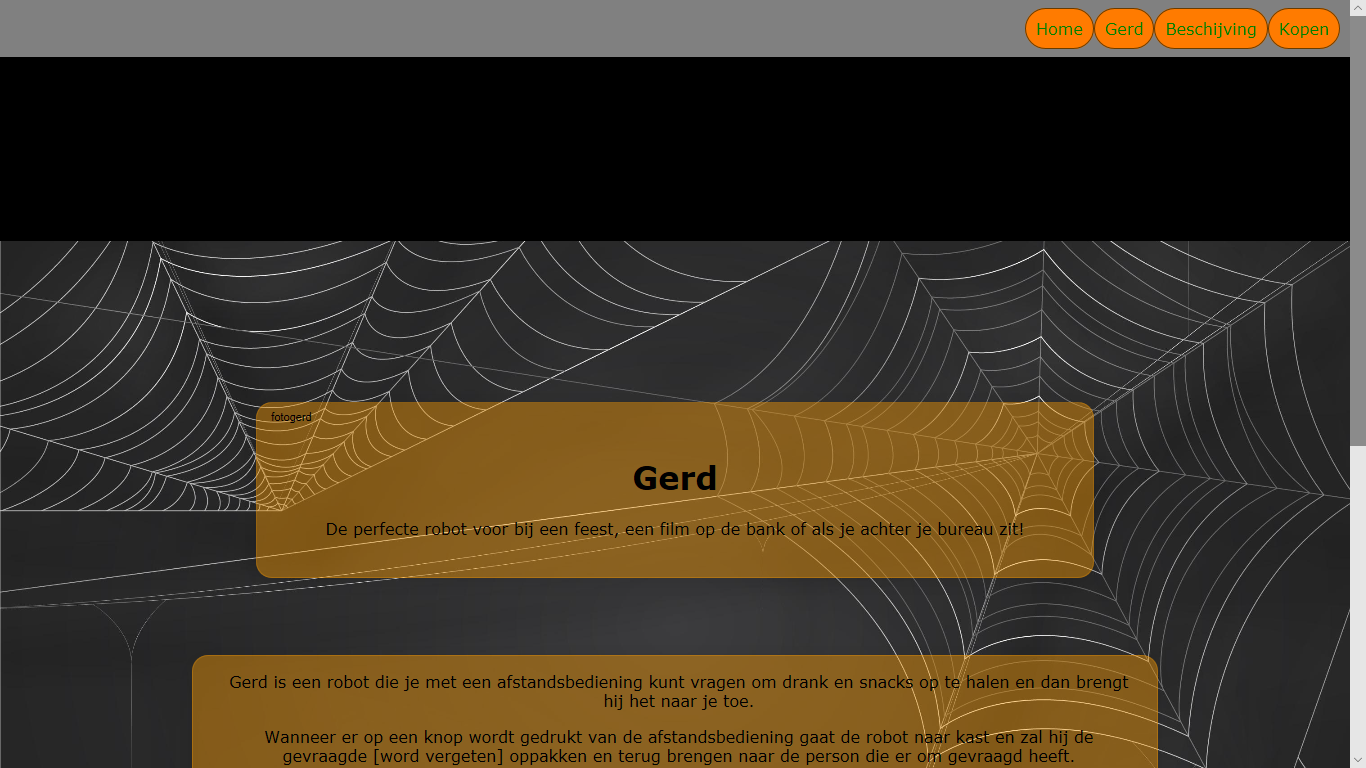 Home Gerd Beschijving Kopen
fotogerd
Gerd
De perfecte robot voor bij een feest, een film op de bank of als je achter je bureau zit!
Gerd is een robot die je met een afstandsbediening kunt vragen om drank en snacks op te halen en dan brengt
hij het naar je toe.
Wanneer er op een knop wordt gedrukt van de afstandsbediening gaat de robot naar kast en zal hij de
gevraagde [word vergeten] oppakken en terug brengen naar de person die er om gevraagd heeft.